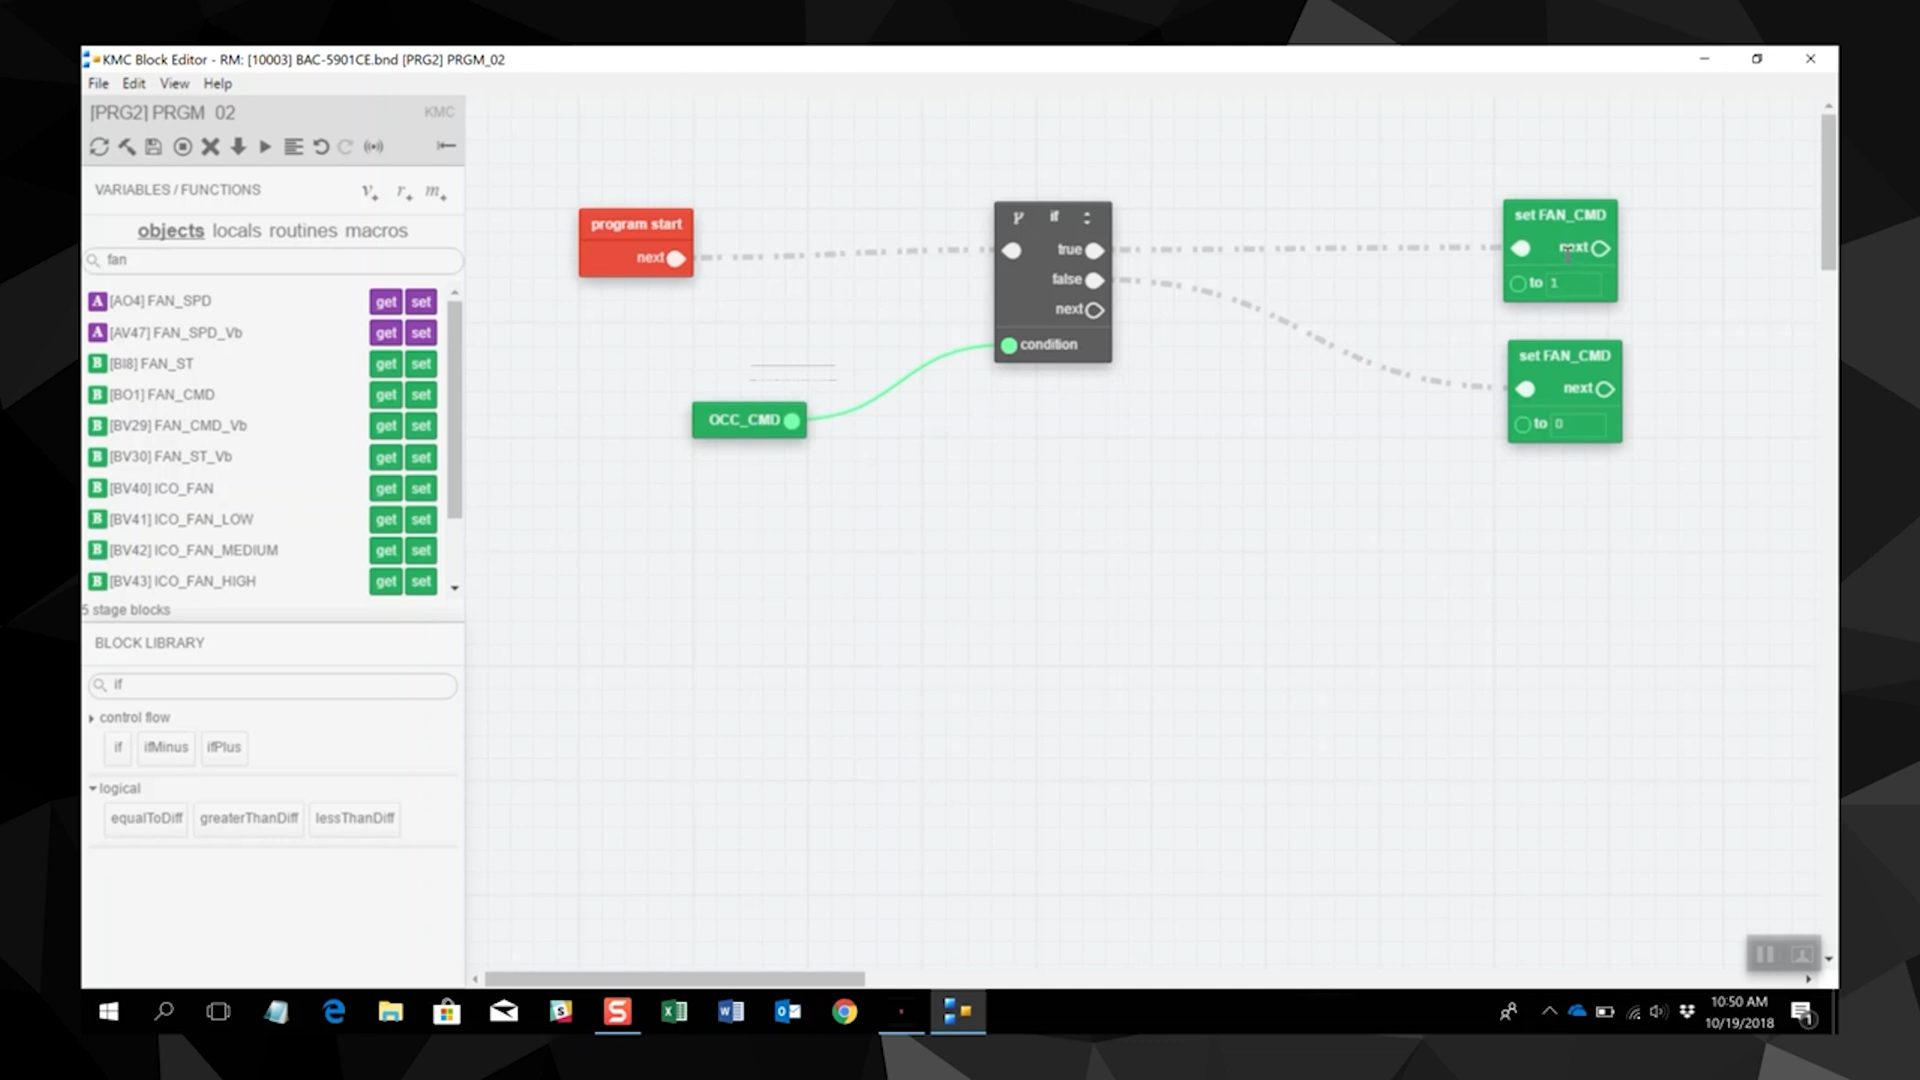 KMC Block Editor - RM: [10003] BAC-5901CE.bnd [PRG2] PRGM_02
File Edit View Help
[PRG2] PRGM_02 KMC
VARIABLES / FUNCTIONS v+ r+ m+
objects locals routines macros
fan
A [AO4] FAN_SPD get set
A [AV47] FAN_SPD_Vb get set
B [BI8] FAN_ST get set
B [BO1] FAN_CMD get set
B [BV29] FAN_CMD_Vb get set
B [BV30] FAN_ST_Vb get set
B [BV40] ICO_FAN get set
B [BV41] ICO_FAN_LOW get set
B [BV42] ICO_FAN_MEDIUM get set
B [BV43] ICO_FAN_HIGH get set
5 stage blocks
BLOCK LIBRARY
if
control flow
if ifMinus ifPlus
logical
equalToDiff greaterThanDiff lessThanDiff
program start
next
if
true
false
next
condition
OCC_CMD
set FAN_CMD
next
to 1
set FAN_CMD
next
to 0
10:50 AM
10/19/2018
1